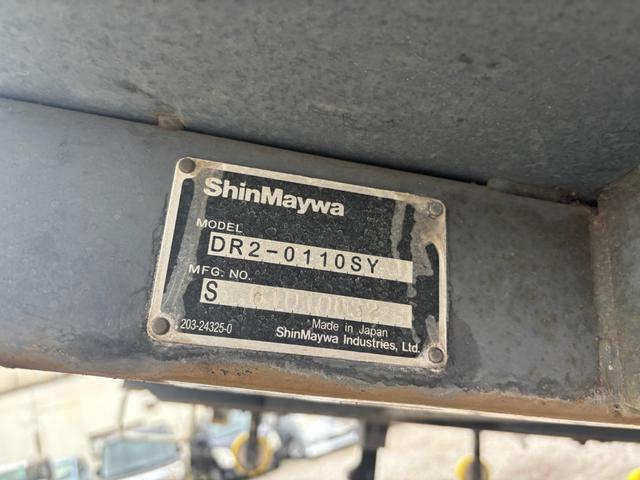 ShinMaywa
MODEL
DR2-0110SY
MFG. NO.
S
203-24325-0
Made in Japan
ShinMaywa Industries, Ltd.